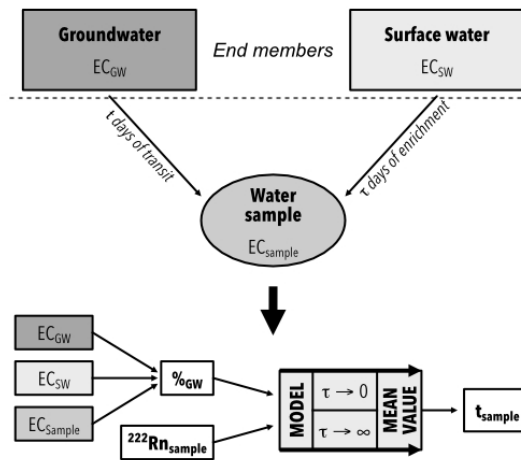 Groundwater
EC_GW
End members
Surface water
EC_SW
t days of transit
τ days of enrichment
Water
sample
EC_sample
EC_GW
EC_SW
EC_Sample
%_GW
²²²Rn_sample
MODEL
τ → 0
τ → ∞
MEAN
VALUE
t_sample